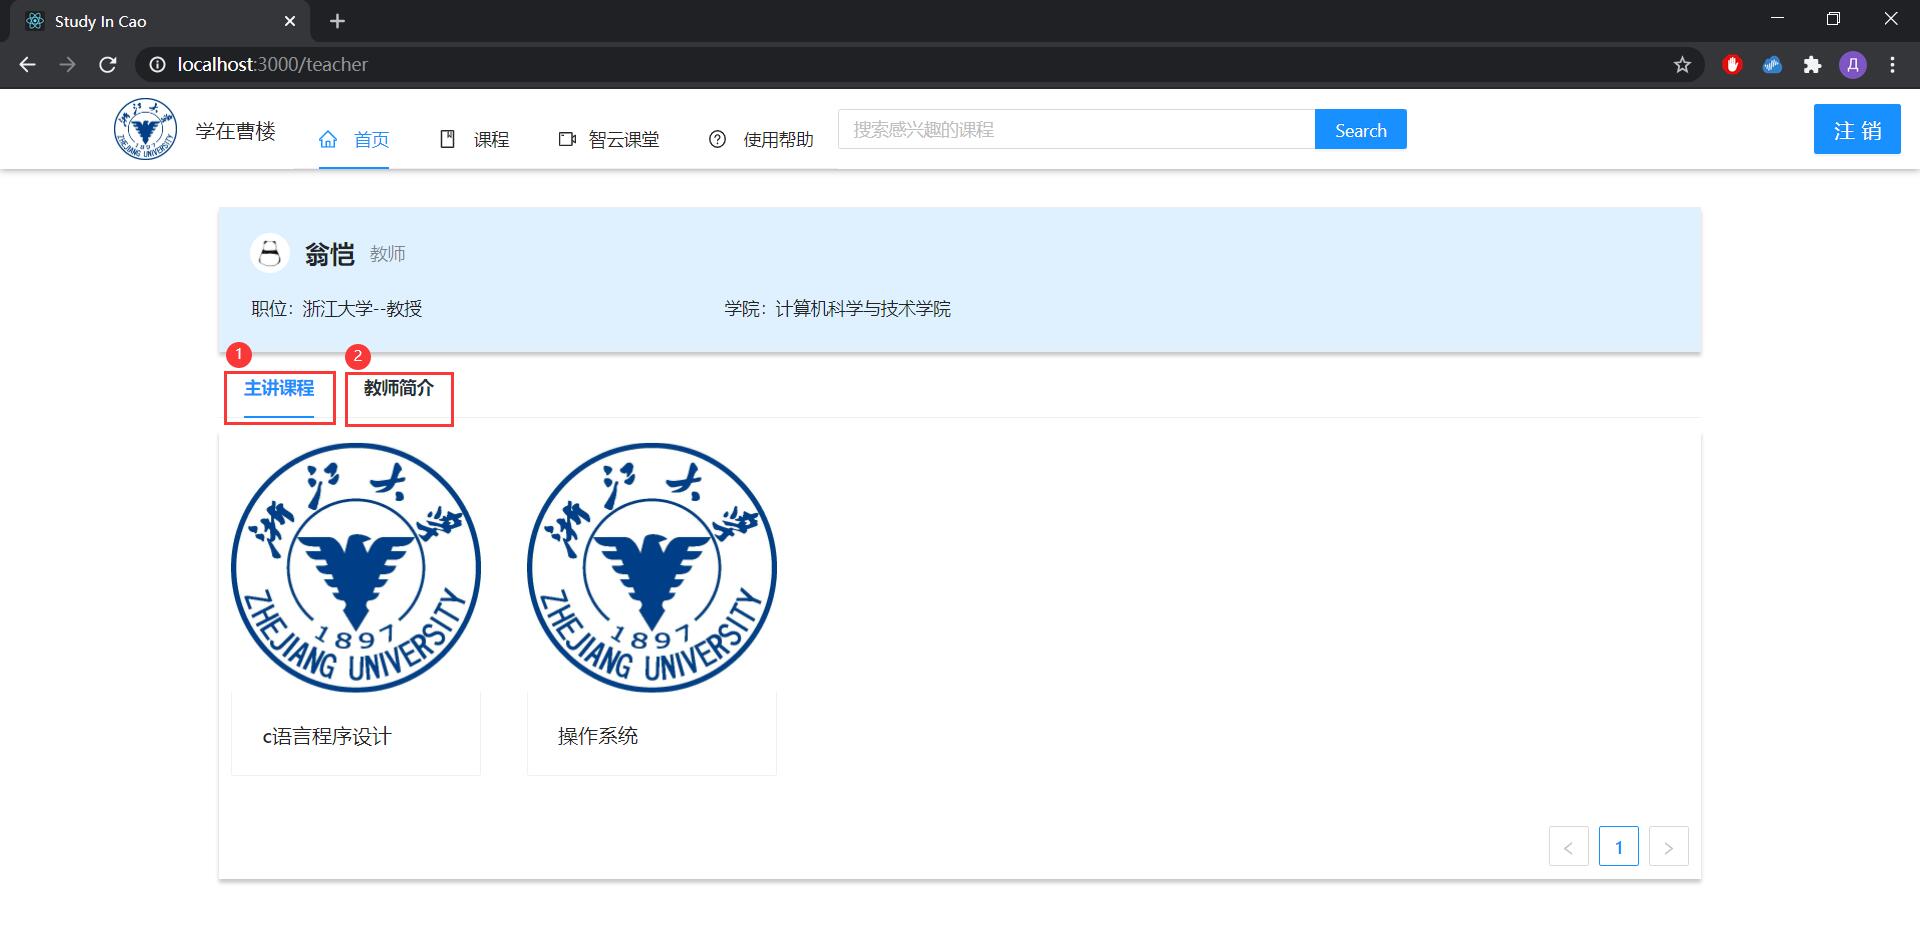 Study In Cao
localhost:3000/teacher
Д
学在曹楼
首页
课程
智云课堂
使用帮助
搜索感兴趣的课程
Search
注 销
翁恺 教师
职位：浙江大学--教授
学院：计算机科学与技术学院
1
2
主讲课程
教师简介
浙江大学
ZHEJIANG UNIVERSITY
1897
浙江大学
ZHEJIANG UNIVERSITY
1897
c语言程序设计
操作系统
< 1 >